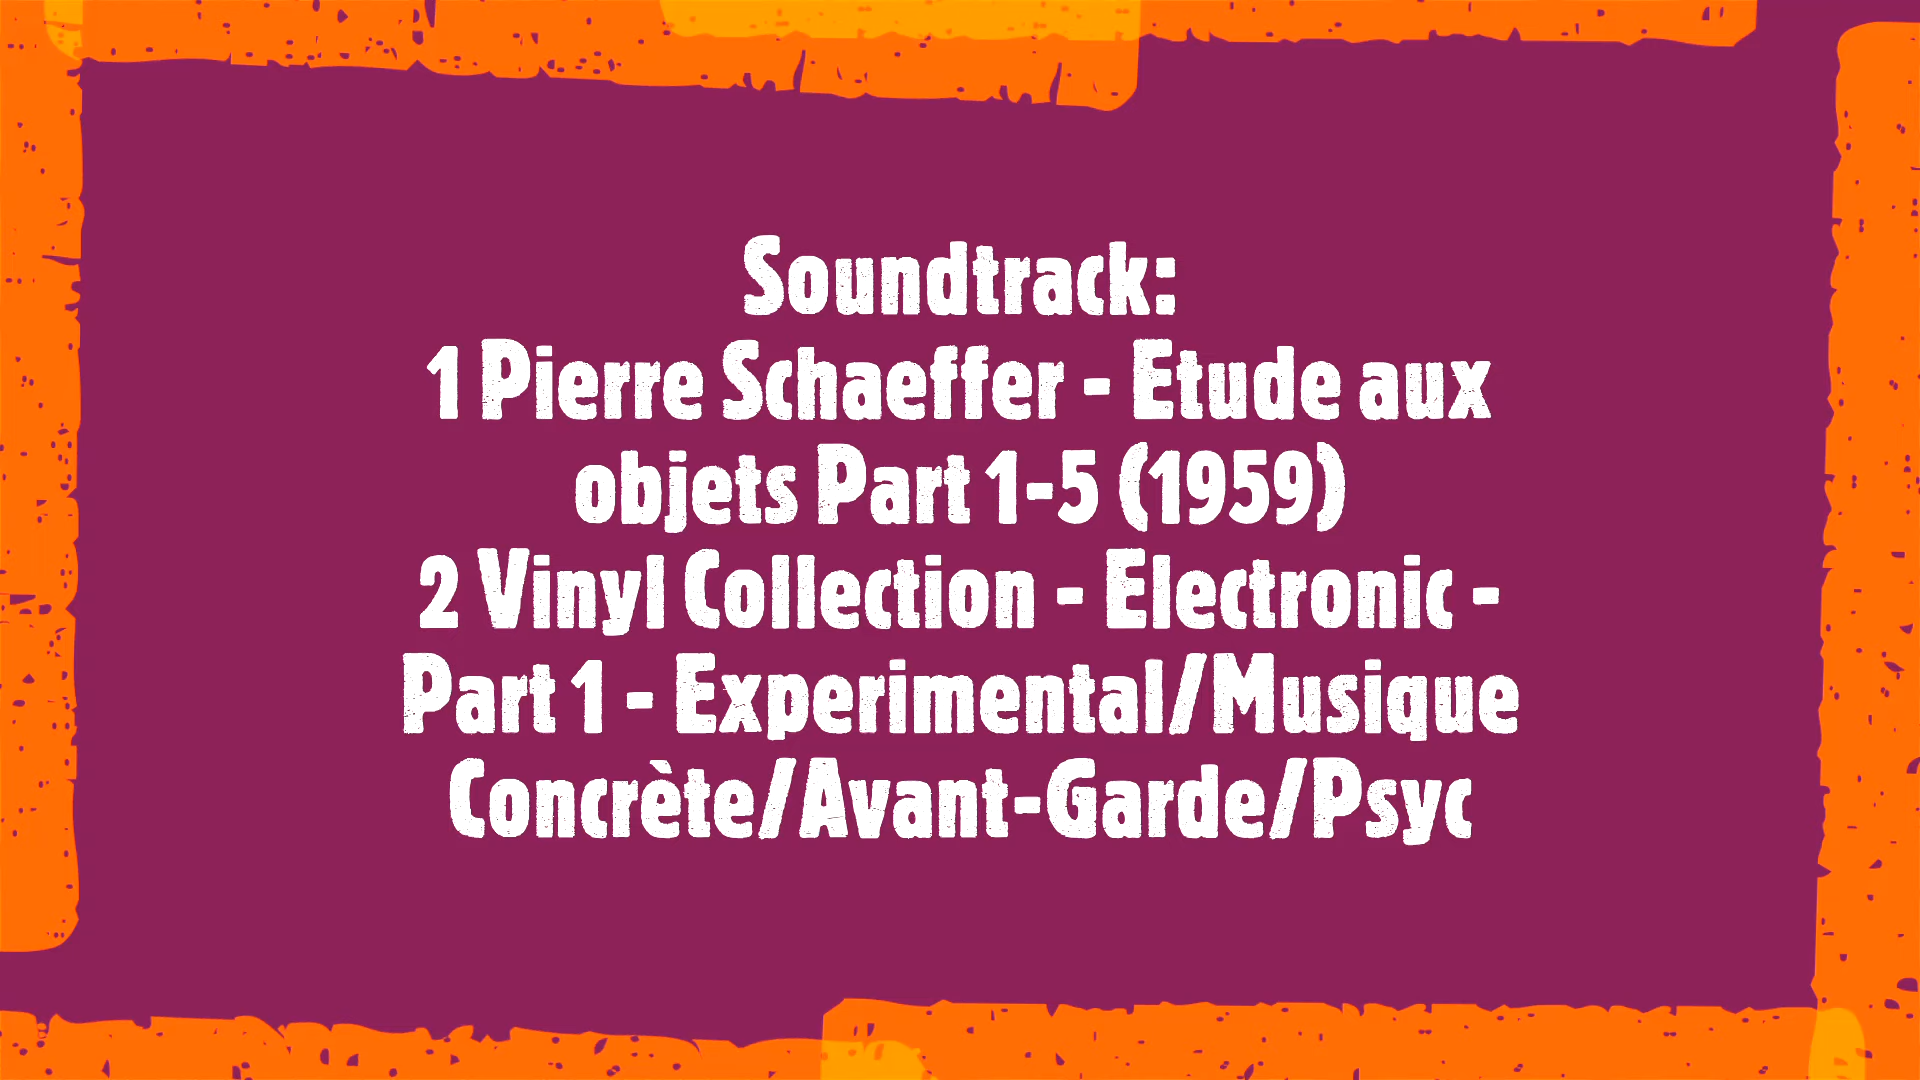 Soundtrack:
1 Pierre Schaeffer - Etude aux
objets Part 1-5 (1959)
2 Vinyl Collection - Electronic -
Part 1 - Experimental/Musique
Concrète/Avant-Garde/Psyc